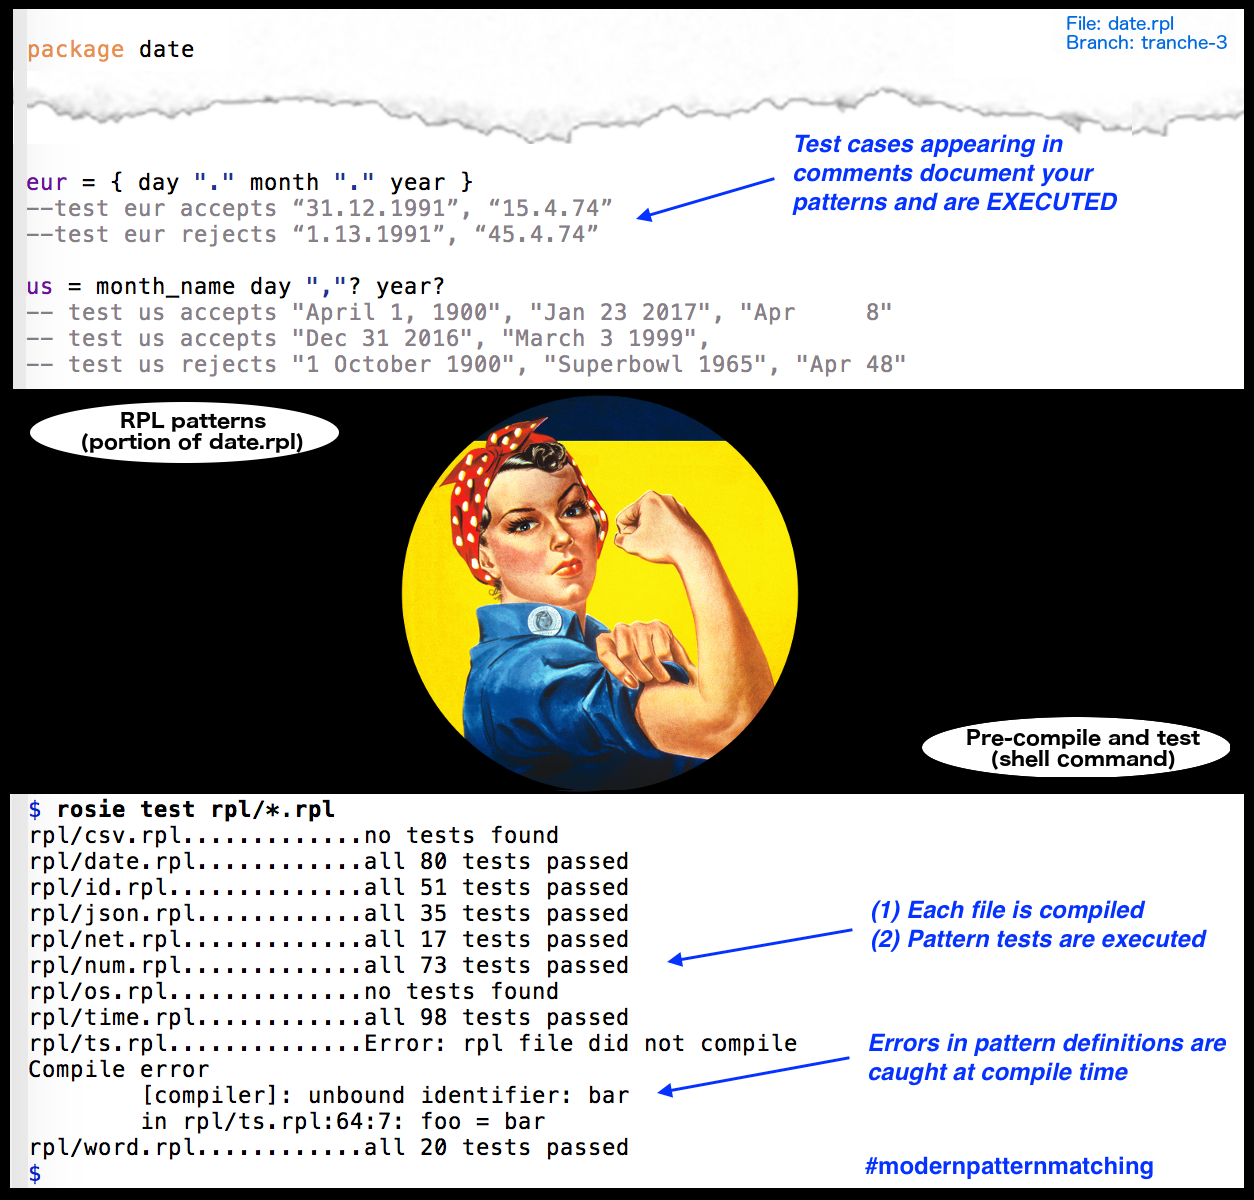 package date
File: date.rpl
Branch: tranche-3
Test cases appearing in
comments document your
patterns and are EXECUTED
eur = { day "." month "." year }
--test eur accepts “31.12.1991”, “15.4.74”
--test eur rejects “1.13.1991”, “45.4.74”
us = month_name day ","? year?
-- test us accepts "April 1, 1900", "Jan 23 2017", "Apr     8"
-- test us accepts "Dec 31 2016", "March 3 1999",
-- test us rejects "1 October 1900", "Superbowl 1965", "Apr 48"
RPL patterns
(portion of date.rpl)
Pre-compile and test
(shell command)
$ rosie test rpl/*.rpl
rpl/csv.rpl.............no tests found
rpl/date.rpl............all 80 tests passed
rpl/id.rpl..............all 51 tests passed
rpl/json.rpl............all 35 tests passed
rpl/net.rpl.............all 17 tests passed
rpl/num.rpl.............all 73 tests passed
rpl/os.rpl..............no tests found
rpl/time.rpl............all 98 tests passed
rpl/ts.rpl..............Error: rpl file did not compile
Compile error
        [compiler]: unbound identifier: bar
        in rpl/ts.rpl:64:7: foo = bar
rpl/word.rpl............all 20 tests passed
$
(1) Each file is compiled
(2) Pattern tests are executed
Errors in pattern definitions are
caught at compile time
#modernpatternmatching